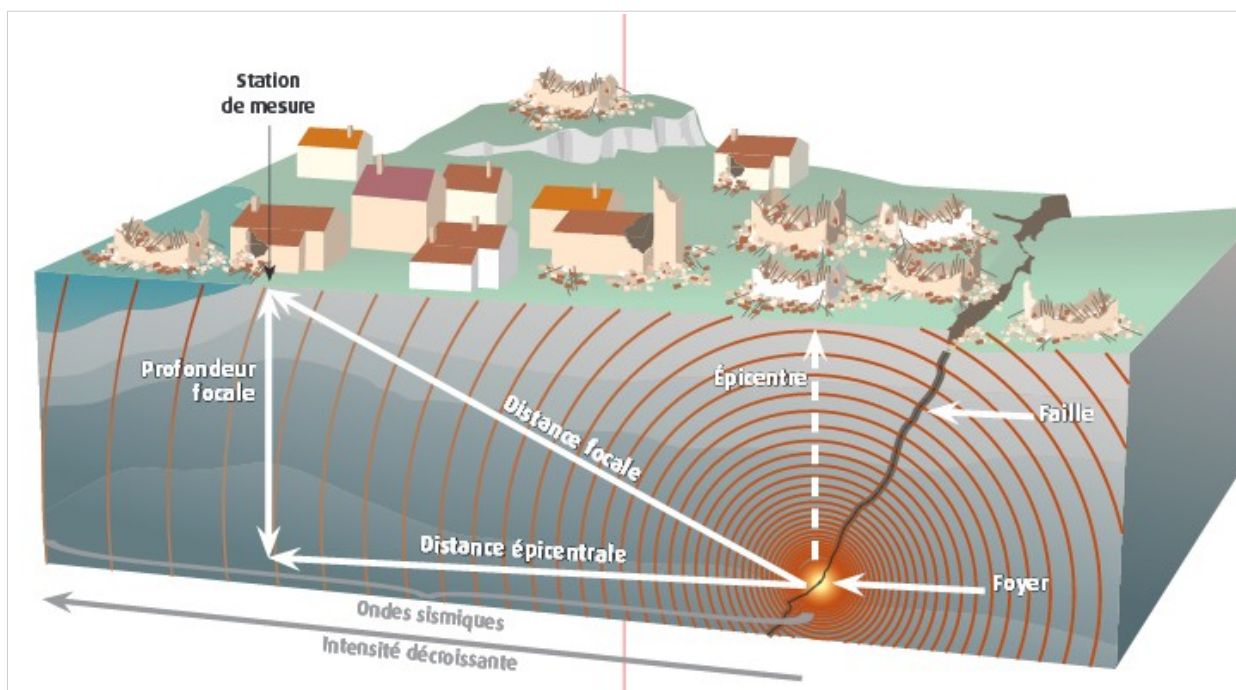 Station
de mesure
Profondeur
focale
Épicentre
Distance focale
Faille
Distance épicentrale
Foyer
Ondes sismiques
Intensité décroissante